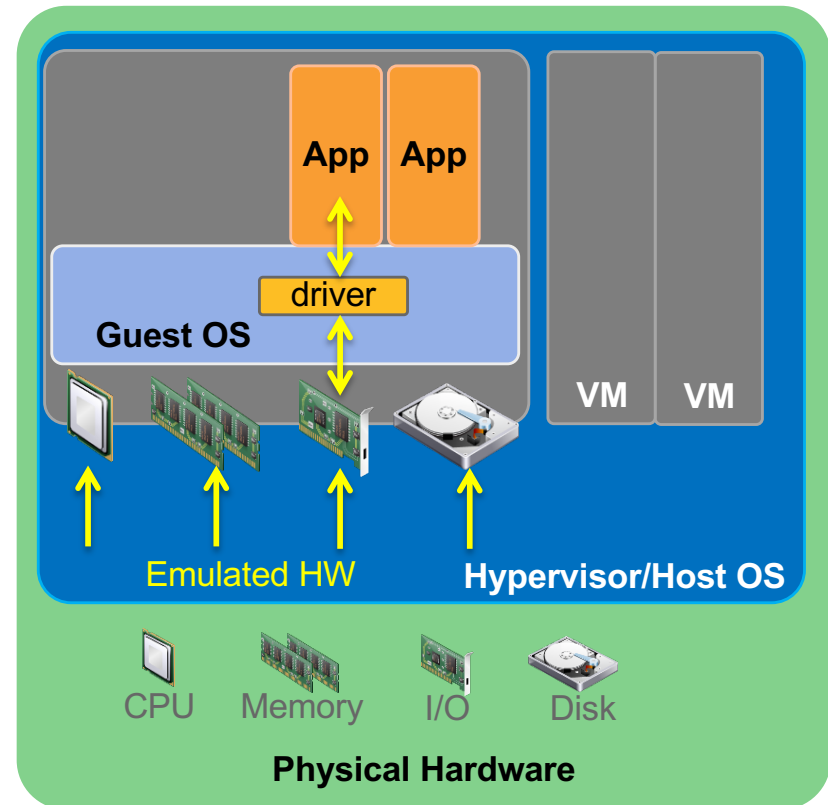 App App
driver
Guest OS
VM VM
Emulated HW
Hypervisor/Host OS
CPU Memory I/O Disk
Physical Hardware